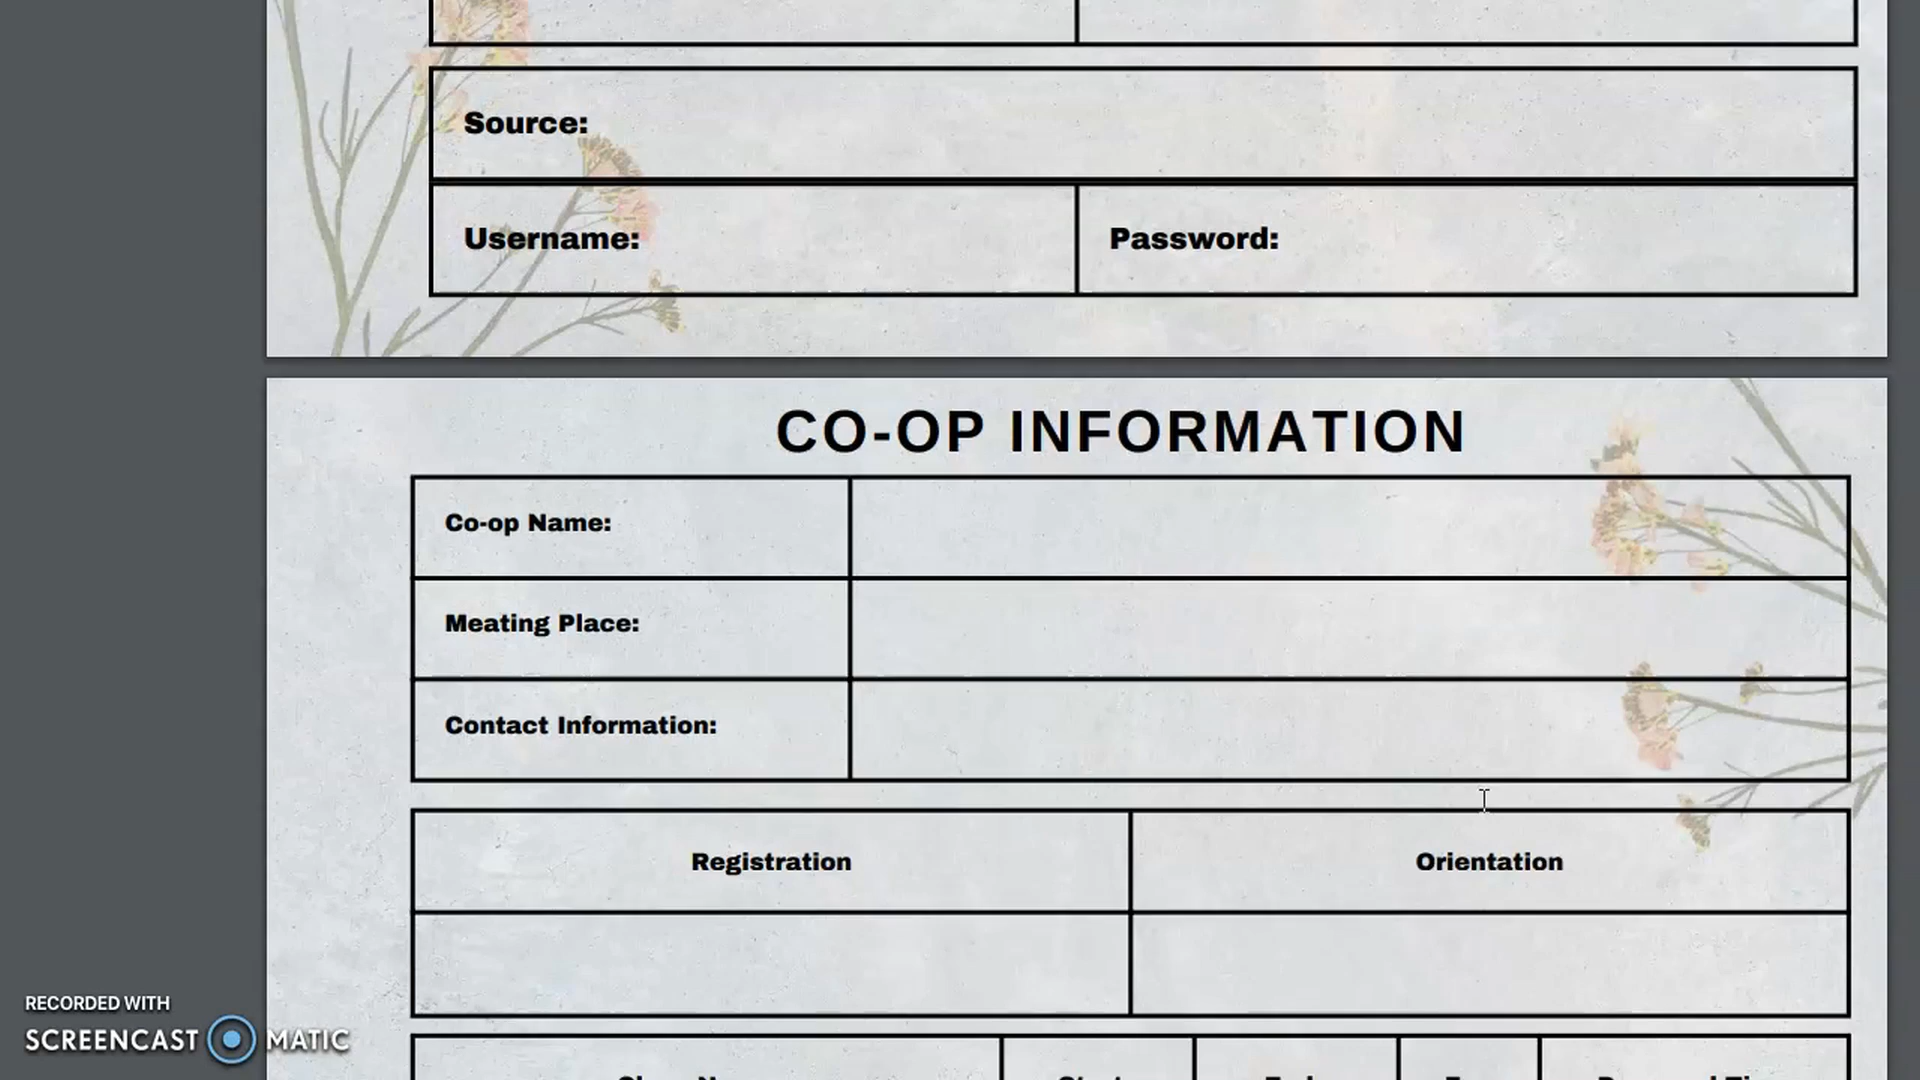 Source:
Username: Password:
CO-OP INFORMATION
Co-op Name:
Meating Place:
Contact Information:
Registration Orientation
RECORDED WITH
SCREENCAST MATIC